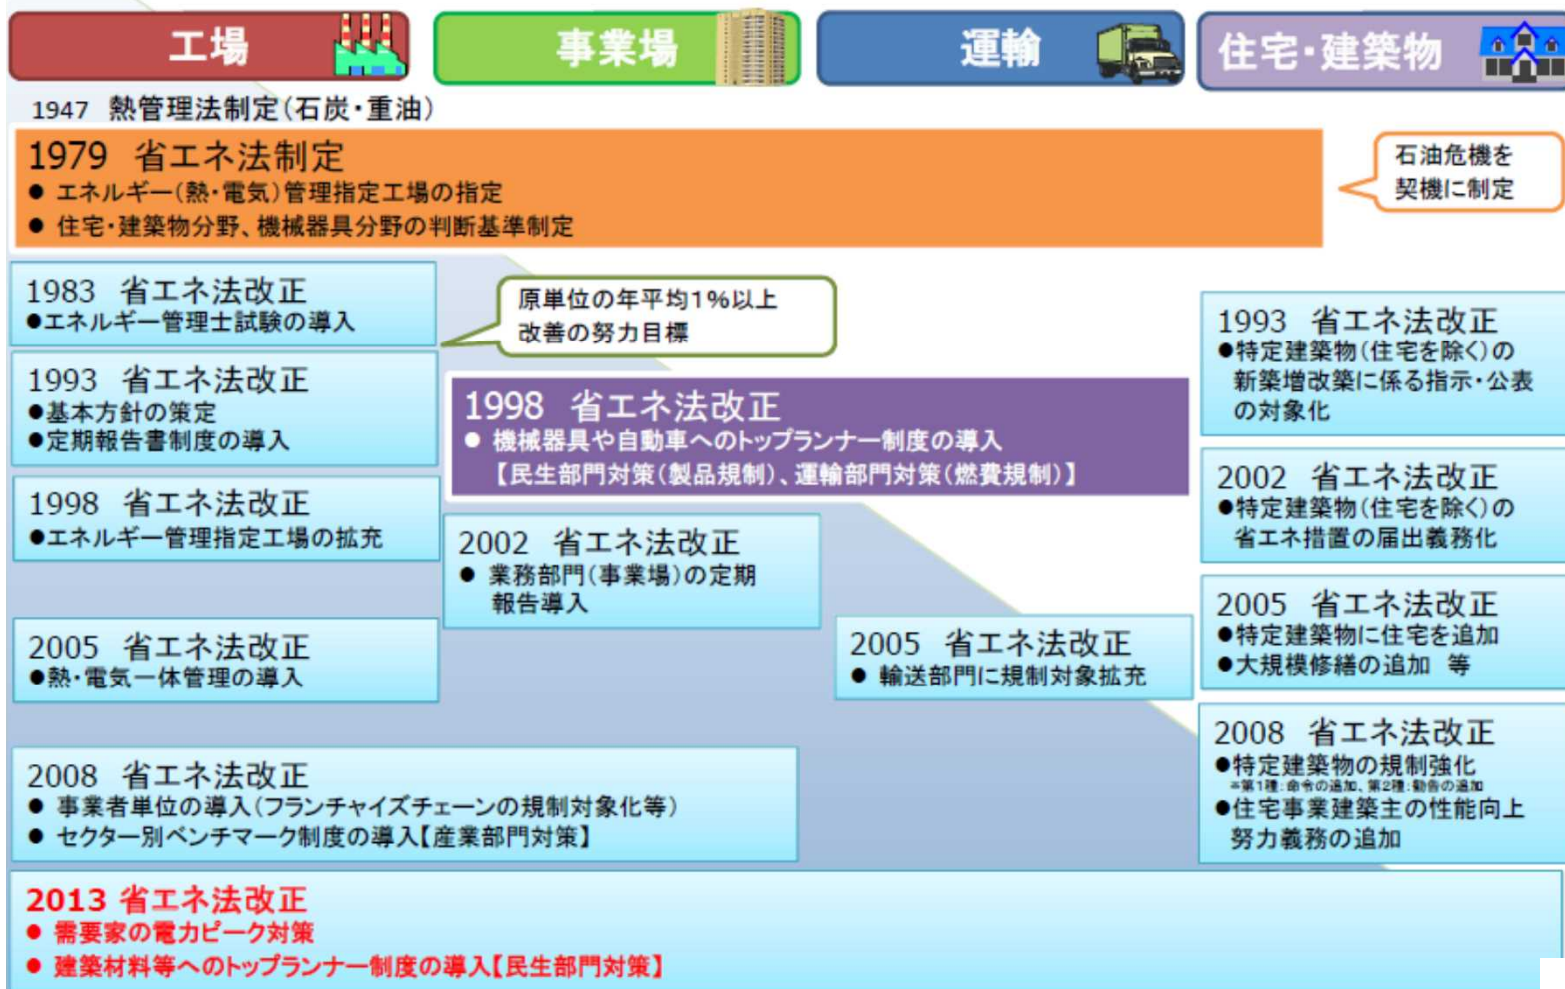 工場
事業場
運輸
住宅・建築物
1947 熱管理法制定(石炭・重油)
1979 省エネ法制定
● エネルギー(熱・電気)管理指定工場の指定
● 住宅・建築物分野、機械器具分野の判断基準制定
石油危機を
契機に制定
1983 省エネ法改正
●エネルギー管理士試験の導入
原単位の年平均1%以上
改善の努力目標
1993 省エネ法改正
●基本方針の策定
●定期報告書制度の導入
1998 省エネ法改正
●エネルギー管理指定工場の拡充
2005 省エネ法改正
●熱・電気一体管理の導入
1998 省エネ法改正
● 機械器具や自動車へのトップランナー制度の導入
【民生部門対策(製品規制)、運輸部門対策(燃費規制)】
2002 省エネ法改正
● 業務部門(事業場)の定期
報告導入
2005 省エネ法改正
● 輸送部門に規制対象拡充
1993 省エネ法改正
●特定建築物(住宅を除く)の
新築増改築に係る指示・公表
の対象化
2002 省エネ法改正
●特定建築物(住宅を除く)の
省エネ措置の届出義務化
2005 省エネ法改正
●特定建築物に住宅を追加
●大規模修繕の追加 等
2008 省エネ法改正
●特定建築物の規制強化
※第1種:命令の追加、第2種:勧告の追加
●住宅事業建築主の性能向上
努力義務の追加
2008 省エネ法改正
● 事業者単位の導入(フランチャイズチェーンの規制対象化等)
● セクター別ベンチマーク制度の導入【産業部門対策】
2013 省エネ法改正
● 需要家の電力ピーク対策
● 建築材料等へのトップランナー制度の導入【民生部門対策】